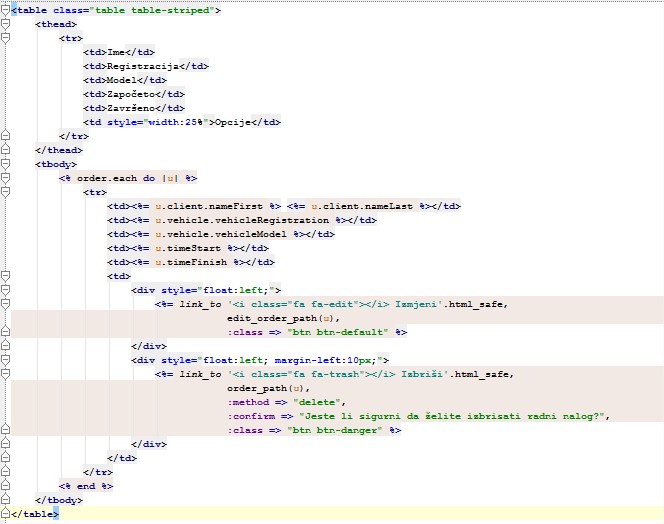 <table class="table table-striped">
<thead>
<tr>
<td>Ime</td>
<td>Registracija</td>
<td>Model</td>
<td>Započeto</td>
<td>Završeno</td>
<td style="width:25%">Opcije</td>
</tr>
</thead>
<tbody>
<% order.each do |u| %>
<tr>
<td><%= u.client.nameFirst %> <%= u.client.nameLast %></td>
<td><%= u.vehicle.vehicleRegistration %></td>
<td><%= u.vehicle.vehicleModel %></td>
<td><%= u.timeStart %></td>
<td><%= u.timeFinish %></td>
<td>
<div style="float:left;">
<%= link_to '<i class="fa fa-edit"></i> Izmjeni'.html_safe,
edit_order_path(u),
:class => "btn btn-default" %>
</div>
<div style="float:left; margin-left:10px;">
<%= link_to '<i class="fa fa-trash"></i> Izbriši'.html_safe,
order_path(u),
:method => "delete",
:confirm => "Jeste li sigurni da želite izbrisati radni nalog?",
:class => "btn btn-danger" %>
</div>
</td>
</tr>
<% end %>
</tbody>
</table>